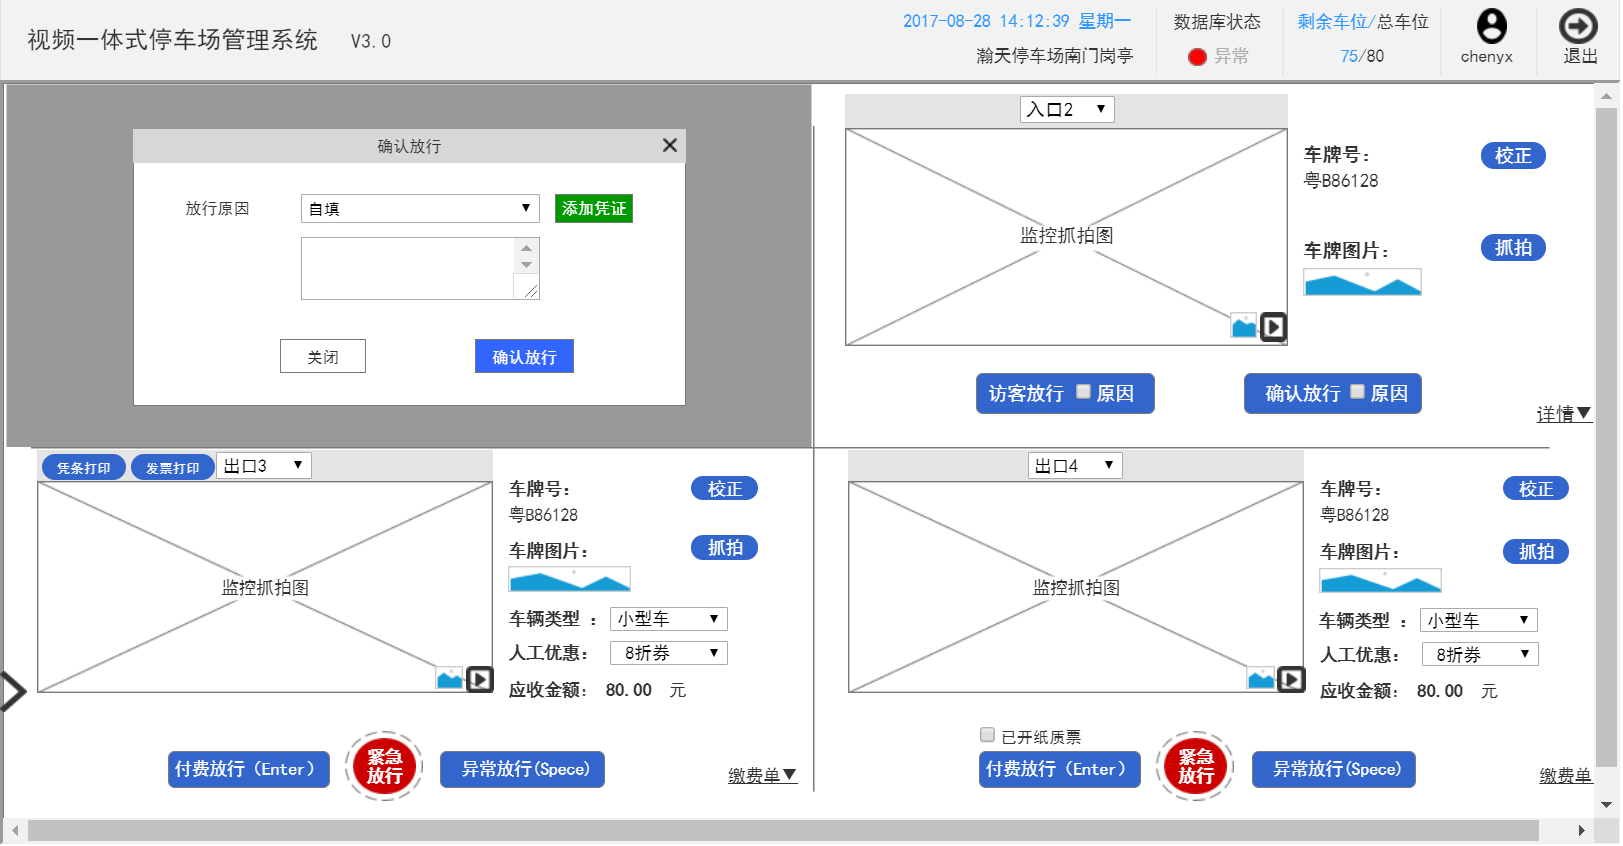 视频一体式停车场管理系统 V3.0
2017-08-28 14:12:39 星期一
瀚天停车场南门岗亭
数据库状态
异常
剩余车位/总车位
75/80
chenyx
退出
确认放行
放行原因 自填 添加凭证
关闭 确认放行
入口2
监控抓拍图
车牌号： 校正
粤B86128
车牌图片： 抓拍
访客放行 原因 确认放行 原因
详情▼
凭条打印 发票打印 出口3
监控抓拍图
车牌号： 校正
粤B86128
车牌图片： 抓拍
车辆类型 ： 小型车
人工优惠： 8折券
应收金额： 80.00 元
付费放行（Enter） 紧急
放行
异常放行(Spece)
缴费单▼
出口4
监控抓拍图
车牌号： 校正
粤B86128
车牌图片： 抓拍
车辆类型 ： 小型车
人工优惠： 8折券
应收金额： 80.00 元
已开纸质票
付费放行（Enter） 紧急
放行
异常放行(Spece)
缴费单